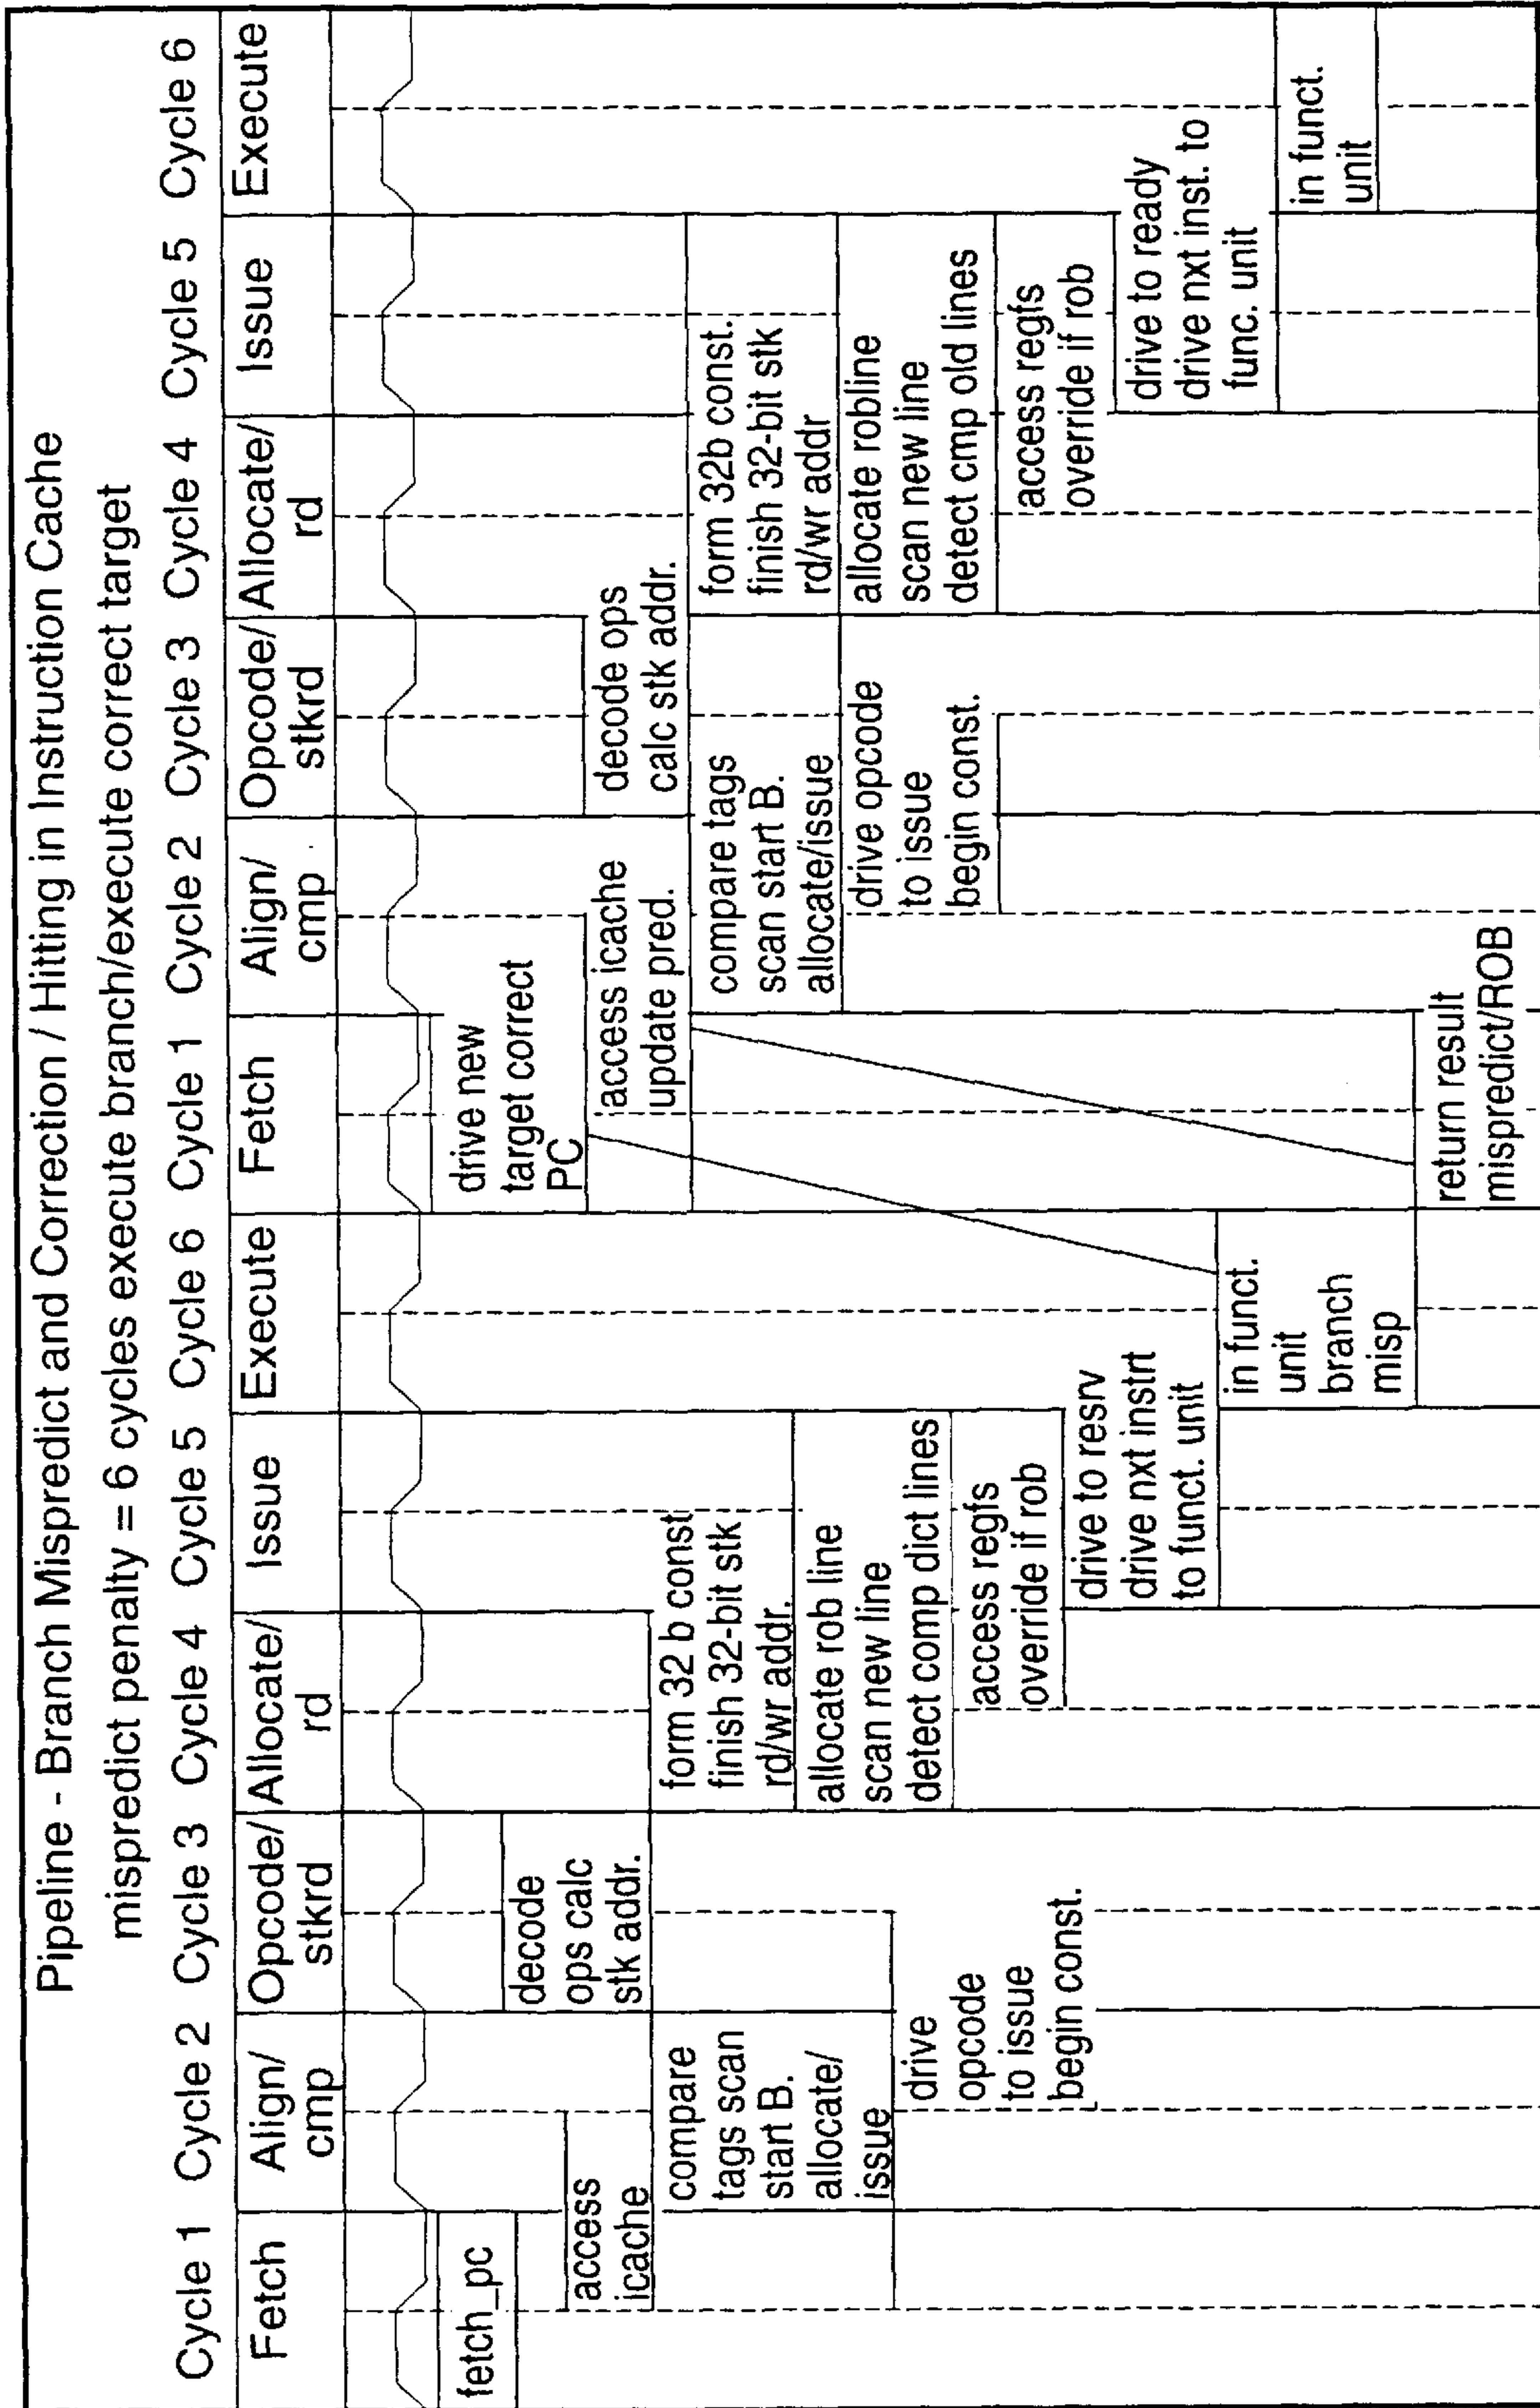 Pipeline - Branch Mispredict and Correction / Hitting in Instruction Cache
mispredict penalty = 6 cycles execute branch/execute correct target
Cycle 1 Cycle 2 Cycle 3 Cycle 4 Cycle 5 Cycle 6 Cycle 1 Cycle 2 Cycle 3 Cycle 4 Cycle 5 Cycle 6
Fetch
Align/
cmp
Opcode/
stkrd
Allocate/
rd
Issue
Execute
Fetch
Align/
cmp
Opcode/
stkrd
Allocate/
rd
Issue
Execute
fetch_pc
access
icache
compare
tags scan
start B.
allocate/
issue
decode
ops calc
stk addr.
drive
opcode
to issue
begin const.
form 32 b const
finish 32-bit stk
rd/wr addr.
allocate rob line
scan new line
detect comp dict lines
access regfs
override if rob
drive to resrv
drive nxt instrt
to funct. unit
in funct.
unit
branch
misp
return result
mispredict/ROB
drive new
target correct
PC
access icache
update pred.
compare tags
scan start B.
allocate/issue
decode ops
calc stk addr.
drive opcode
to issue
begin const.
form 32b const.
finish 32-bit stk
rd/wr addr
allocate robline
scan new line
detect cmp old lines
access regfs
override if rob
drive to ready
drive nxt inst. to
func. unit
in funct.
unit